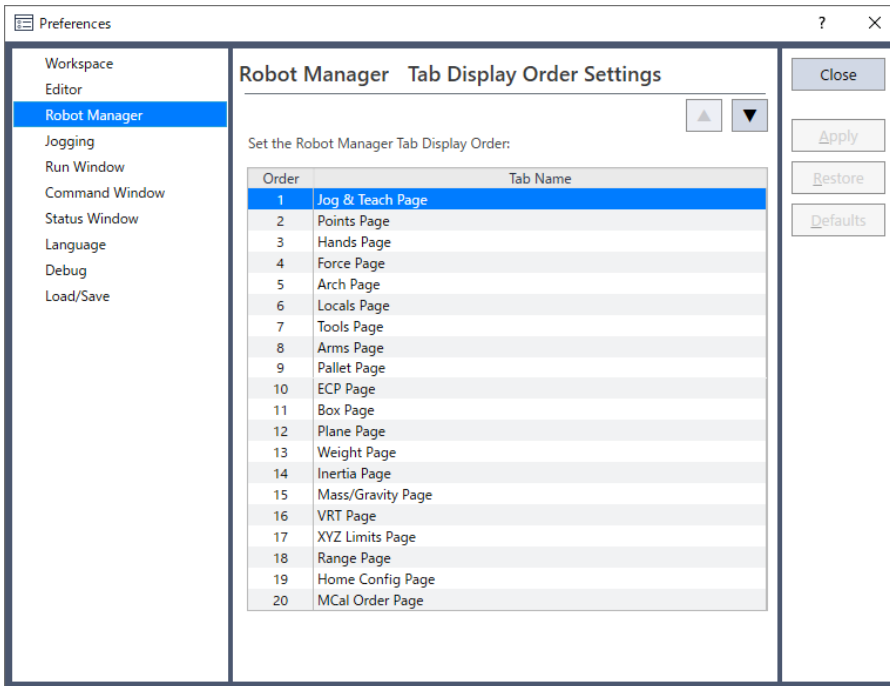 Preferences
?
Workspace
Editor
Robot Manager
Jogging
Run Window
Command Window
Status Window
Language
Debug
Load/Save
Robot Manager Tab Display Order Settings
▲ ▼
Set the Robot Manager Tab Display Order:
Order Tab Name
1 Jog & Teach Page
2 Points Page
3 Hands Page
4 Force Page
5 Arch Page
6 Locals Page
7 Tools Page
8 Arms Page
9 Pallet Page
10 ECP Page
11 Box Page
12 Plane Page
13 Weight Page
14 Inertia Page
15 Mass/Gravity Page
16 VRT Page
17 XYZ Limits Page
18 Range Page
19 Home Config Page
20 MCal Order Page
Close
Apply
Restore
Defaults